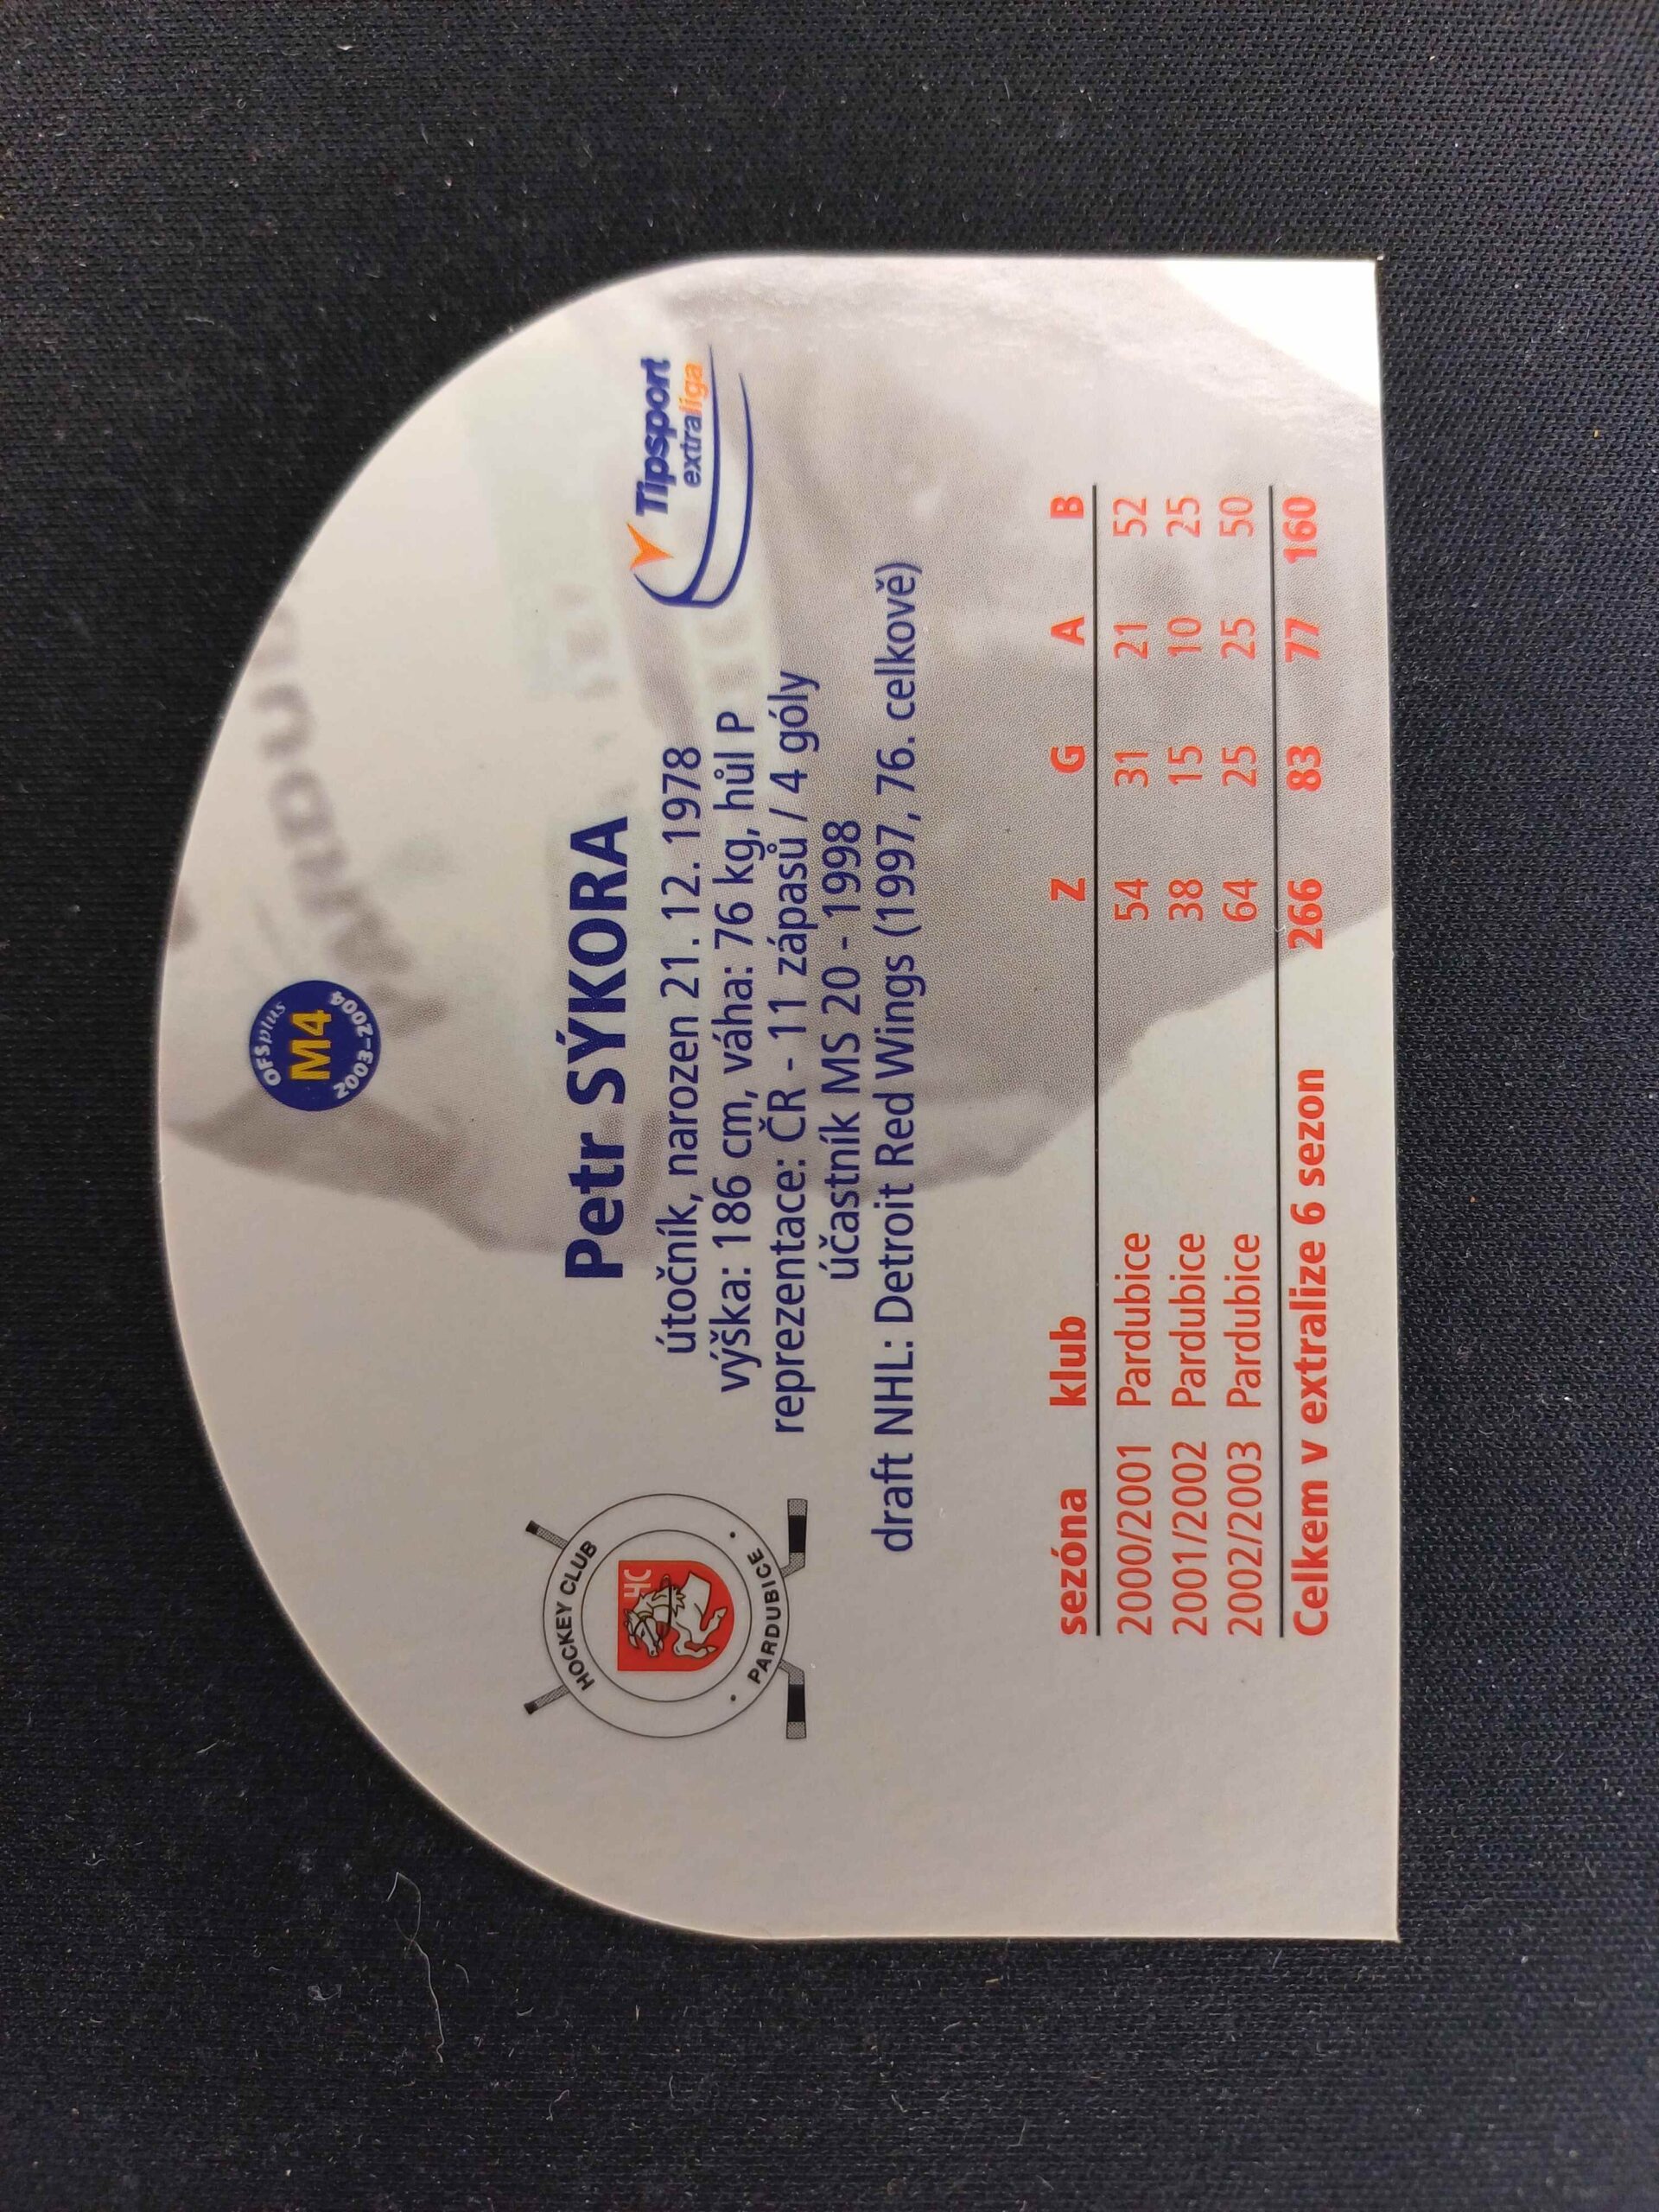 OFSplus
M4
2003-2004
HOCKEY CLUB
HC
PARDUBICE
Tipsport
extraliga
Petr SÝKORA
útočník, narozen 21. 12. 1978
výška: 186 cm, váha: 76 kg, hůl P
reprezentace: ČR - 11 zápasů / 4 góly
účastník MS 20 - 1998
draft NHL: Detroit Red Wings (1997, 76. celkově)
sezóna klub Z G A B
2000/2001 Pardubice 54 31 21 52
2001/2002 Pardubice 38 15 10 25
2002/2003 Pardubice 64 25 25 50
Celkem v extralize 6 sezon 266 83 77 160